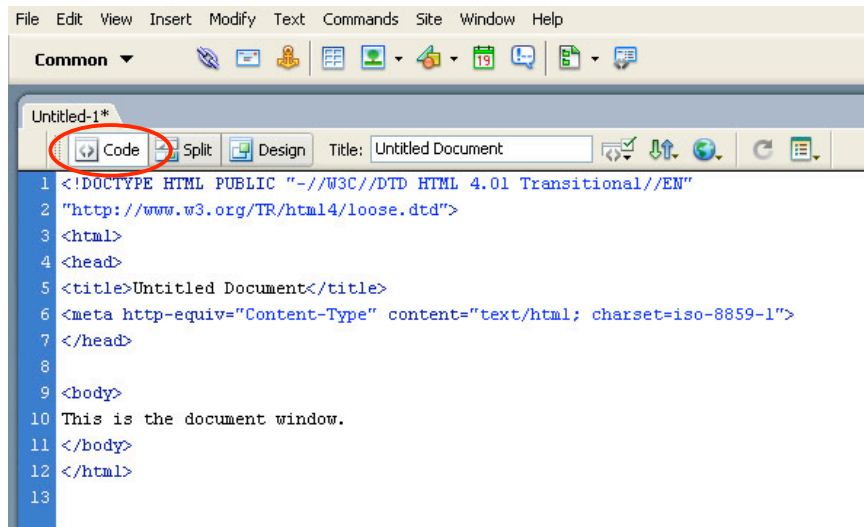 File Edit View Insert Modify Text Commands Site Window Help
Common
19
Untitled-1*
Code Split Design Title: Untitled Document
1 <!DOCTYPE HTML PUBLIC "-//W3C//DTD HTML 4.01 Transitional//EN"
2 "http://www.w3.org/TR/html4/loose.dtd">
3 <html>
4 <head>
5 <title>Untitled Document</title>
6 <meta http-equiv="Content-Type" content="text/html; charset=iso-8859-1">
7 </head>
8
9 <body>
10 This is the document window.
11 </body>
12 </html>
13